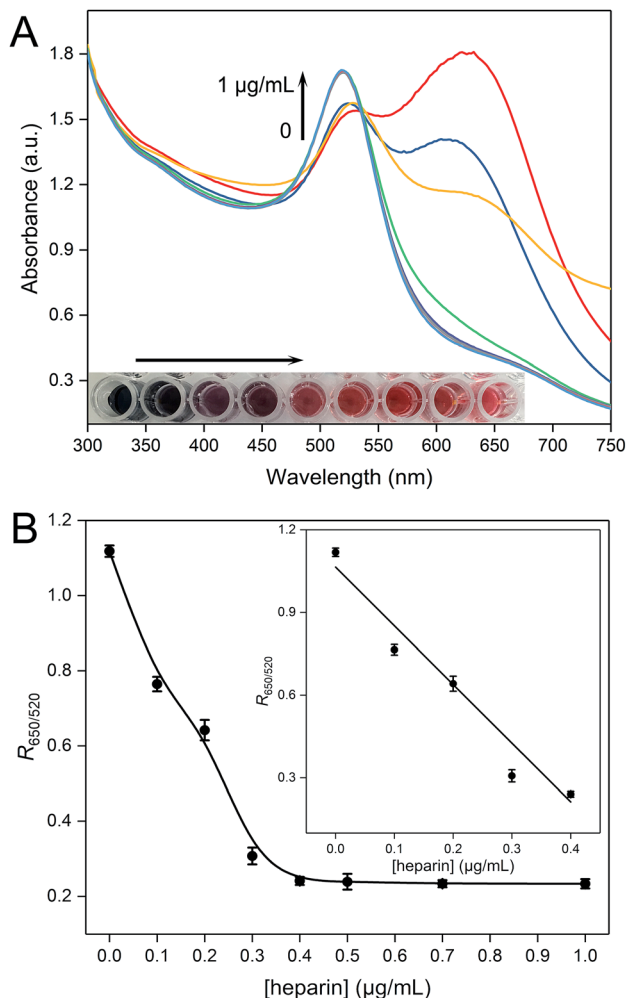 A
1.8
1.5
1.2
0.9
0.6
0.3
Absorbance (a.u.)
1 μg/mL
0
300 350 400 450 500 550 600 650 700 750
Wavelength (nm)
B
1.2
1.0
0.8
0.6
0.4
0.2
R650/520
0.0 0.1 0.2 0.3 0.4 0.5 0.6 0.7 0.8 0.9 1.0
[heparin] (μg/mL)
1.2
0.9
0.6
0.3
R650/520
0.0 0.1 0.2 0.3 0.4
[heparin] (μg/mL)